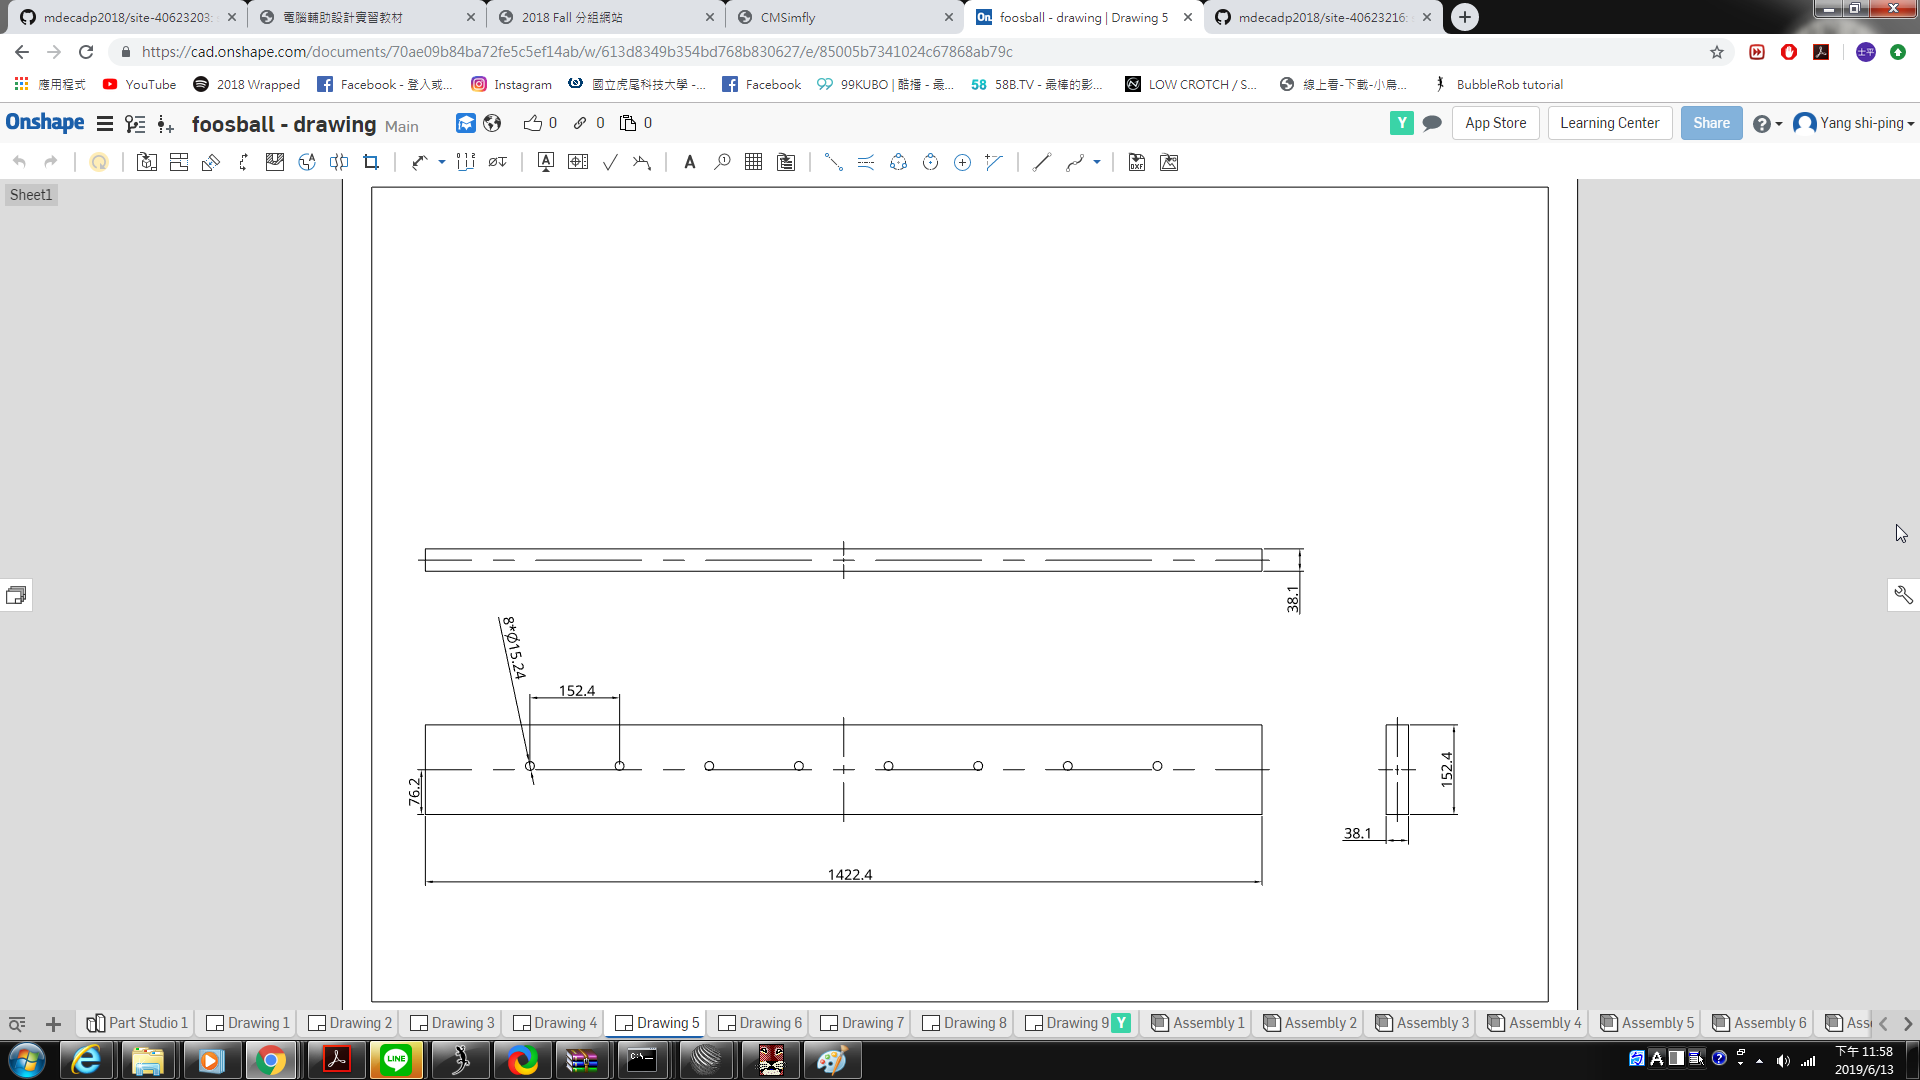 mdecadp2018/site-40623203:
電腦輔助設計實習教材
2018 Fall 分組網站
CMSimfly
foosball - drawing | Drawing 5
mdecadp2018/site-40623216:
https://cad.onshape.com/documents/70ae09b84ba72fe5c5ef14ab/w/613d8349b354bd768b830627/e/85005b7341024c67868ab79c
士平
應用程式
YouTube
2018 Wrapped
Facebook - 登入或...
Instagram
國立虎尾科技大學 -...
Facebook
99KUBO | 酷播 - 最...
58 58B.TV - 最棒的影...
LOW CROTCH / S...
線上看-下載-小鳥...
BubbleRob tutorial
Onshape
foosball - drawing Main
0
0
0
Y
App Store
Learning Center
Share
Yang shi-ping
Sheet1
38.1
8*Ø15.24
152.4
76.2
152.4
38.1
1422.4
Part Studio 1
Drawing 1
Drawing 2
Drawing 3
Drawing 4
Drawing 5
Drawing 6
Drawing 7
Drawing 8
Drawing 9 Y
Assembly 1
Assembly 2
Assembly 3
Assembly 4
Assembly 5
Assembly 6
Ass
LINE
下午 11:58
2019/6/13